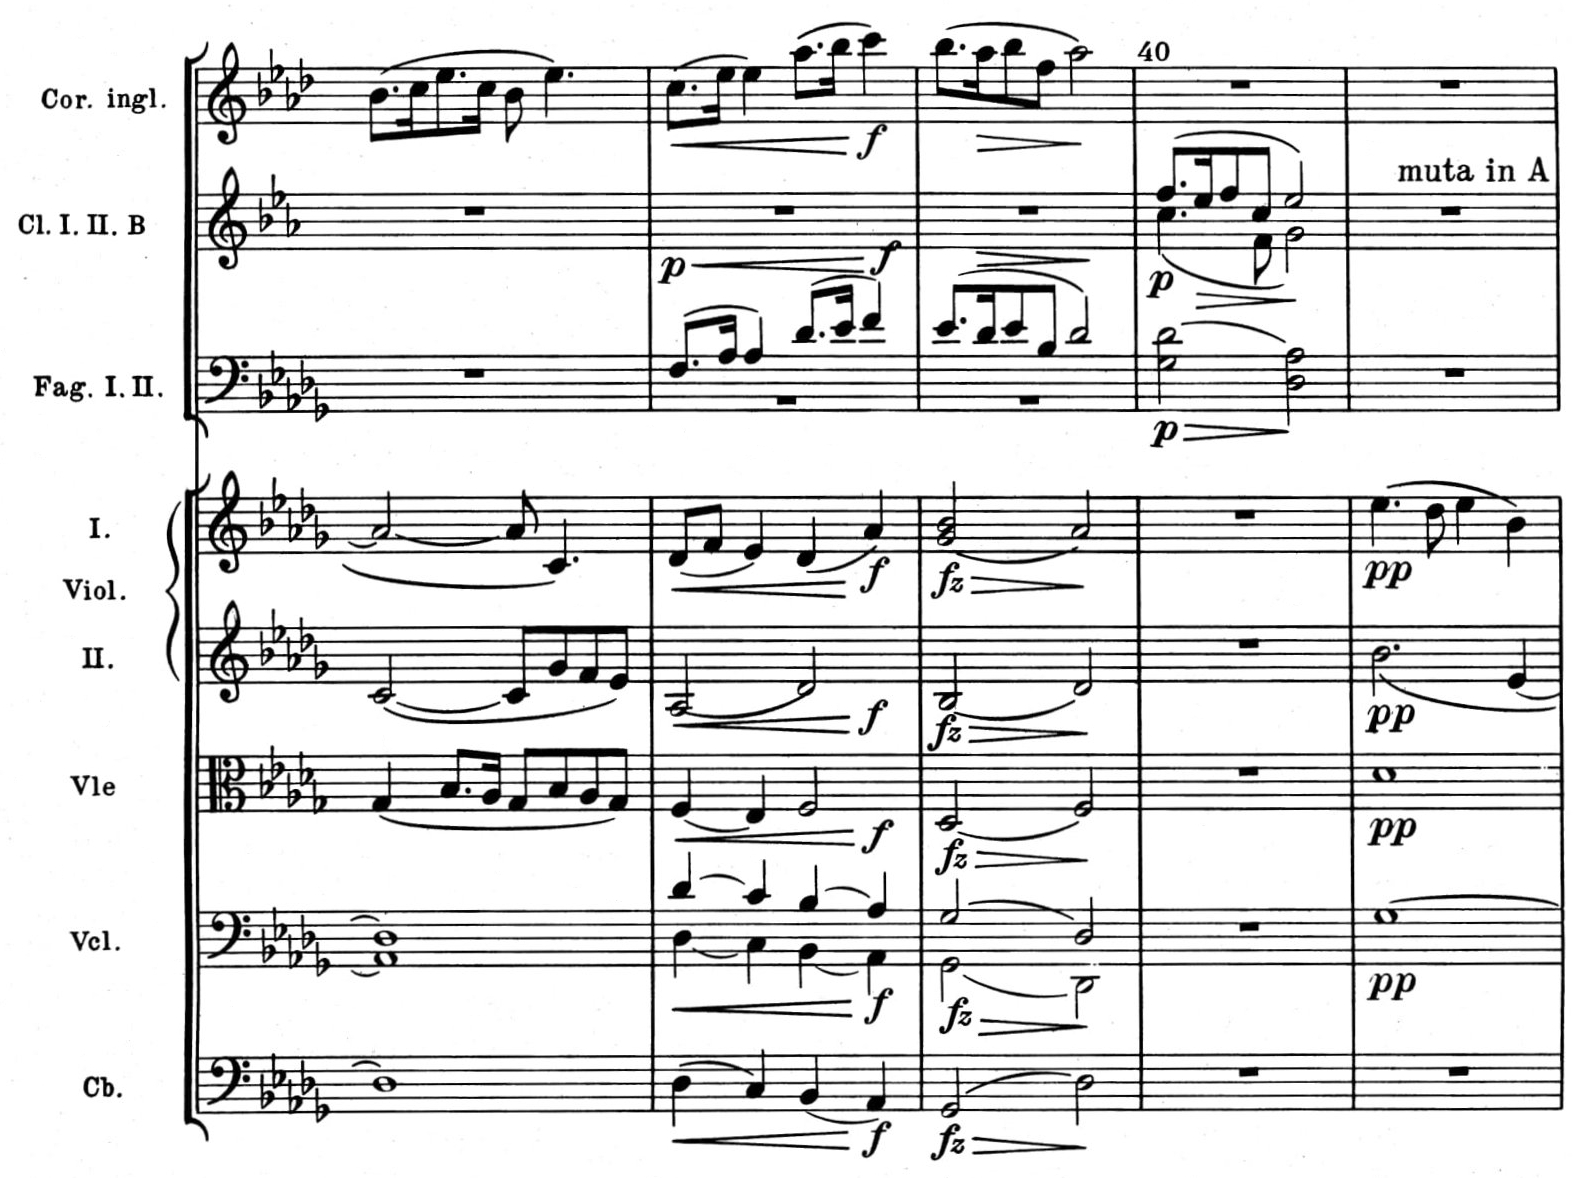 40
Cor. ingl.
f
muta in A
Cl. I. II. B
p f p
Fag. I. II.
p
I.
f fz pp
Viol.
II.
f fz pp
Vle
f fz pp
Vcl.
f fz pp
Cb.
f fz